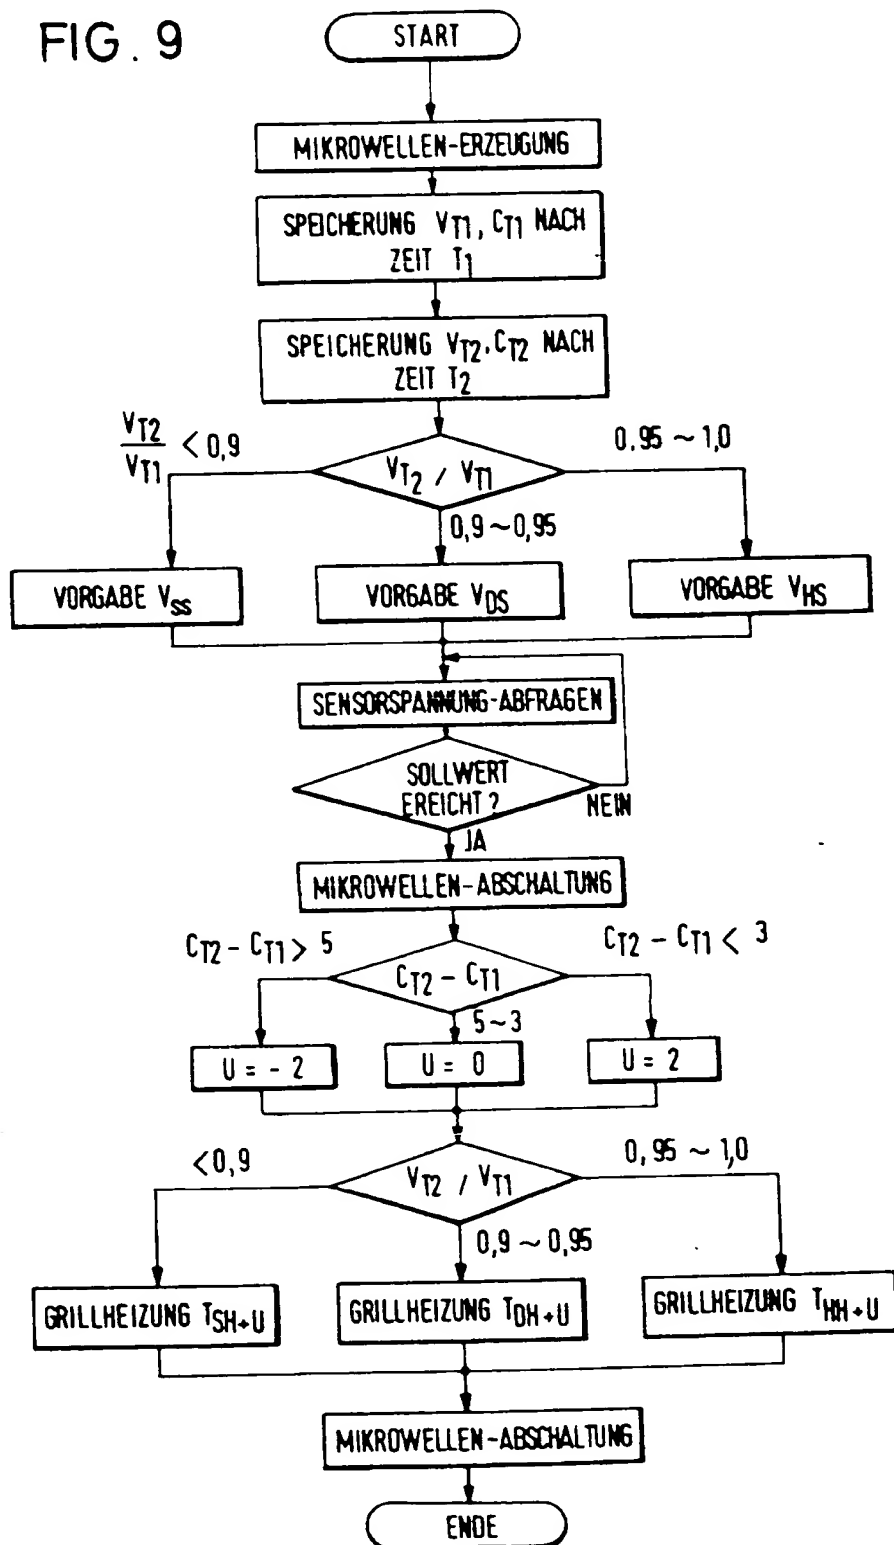 FIG. 9
START
MIKROWELLEN-ERZEUGUNG
SPEICHERUNG VT1, CT1 NACH
ZEIT T1
SPEICHERUNG VT2, CT2 NACH
ZEIT T2
VT2
VT1
< 0,9
VT2 / VT1
0.95 ~ 1,0
0,9 ~ 0,95
VORGABE VSS
VORGABE VDS
VORGABE VHS
SENSORSPANNUNG-ABFRAGEN
SOLLWERT
EREICHT ?
NEIN
JA
MIKROWELLEN-ABSCHALTUNG
CT2 – CT1 > 5
CT2 – CT1
CT2 – CT1 < 3
5 ~ 3
U = - 2
U = 0
U = 2
<0,9
VT2 / VT1
0,95 ~ 1,0
0,9 ~ 0,95
GRILLHEIZUNG TSH+U
GRILLHEIZUNG TDH+U
GRILLHEIZUNG THH+U
MIKROWELLEN-ABSCHALTUNG
ENDE